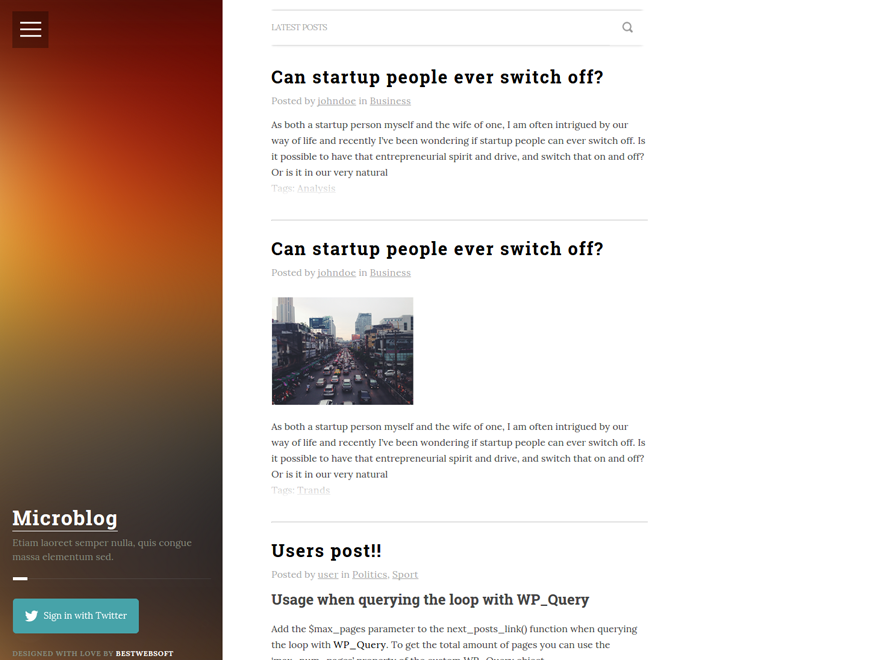 LATEST POSTS
Can startup people ever switch off?
Posted by johndoe in Business
As both a startup person myself and the wife of one, I am often intrigued by our
way of life and recently I've been wondering if startup people can ever switch off. Is
it possible to have that entrepreneurial spirit and drive, and switch that on and off?
Or is it in our very natural
Tags: Analysis
Can startup people ever switch off?
Posted by johndoe in Business
As both a startup person myself and the wife of one, I am often intrigued by our
way of life and recently I've been wondering if startup people can ever switch off. Is
it possible to have that entrepreneurial spirit and drive, and switch that on and off?
Or is it in our very natural
Tags: Trands
Users post!!
Posted by user in Politics, Sport
Usage when querying the loop with WP_Query
Add the $max_pages parameter to the next_posts_link() function when querying
the loop with WP_Query. To get the total amount of pages you can use the
'max_num_pages' property of the custom WP_Query object.
Microblog
Etiam laoreet semper nulla, quis congue
massa elementum sed.
Sign in with Twitter
DESIGNED WITH LOVE BY BESTWEBSOFT